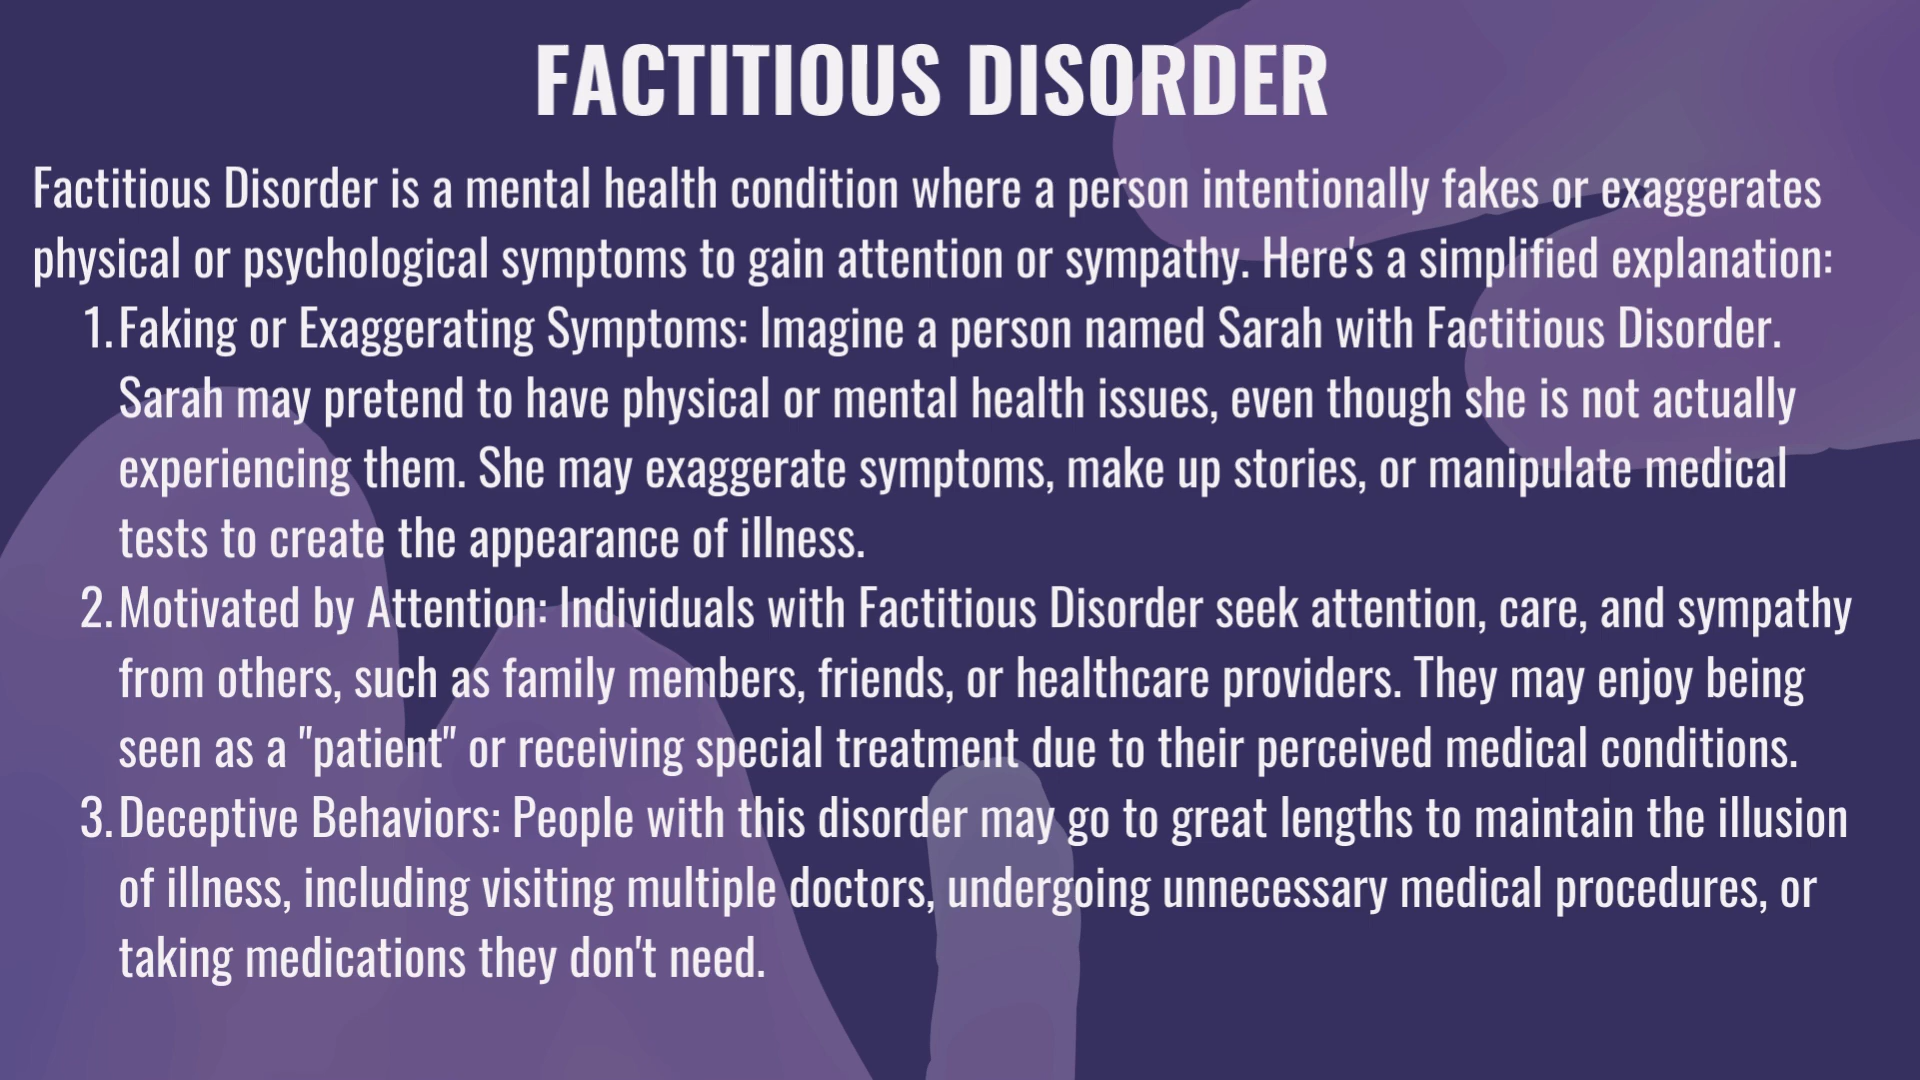 FACTITIOUS DISORDER
Factitious Disorder is a mental health condition where a person intentionally fakes or exaggerates
physical or psychological symptoms to gain attention or sympathy. Here's a simplified explanation:
1. Faking or Exaggerating Symptoms: Imagine a person named Sarah with Factitious Disorder.
Sarah may pretend to have physical or mental health issues, even though she is not actually
experiencing them. She may exaggerate symptoms, make up stories, or manipulate medical
tests to create the appearance of illness.
2. Motivated by Attention: Individuals with Factitious Disorder seek attention, care, and sympathy
from others, such as family members, friends, or healthcare providers. They may enjoy being
seen as a "patient" or receiving special treatment due to their perceived medical conditions.
3. Deceptive Behaviors: People with this disorder may go to great lengths to maintain the illusion
of illness, including visiting multiple doctors, undergoing unnecessary medical procedures, or
taking medications they don't need.